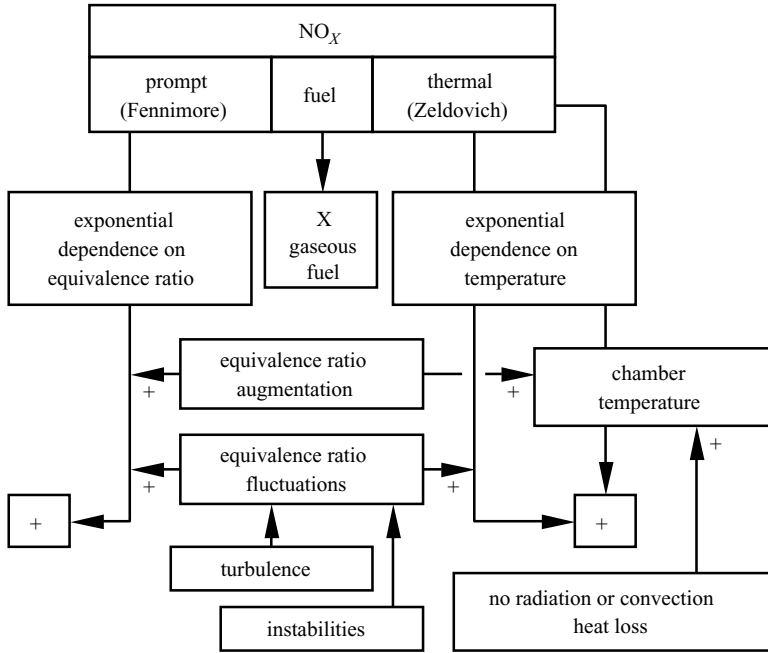 NOX
prompt
(Fennimore)
fuel
thermal
(Zeldovich)
exponential
dependence on
equivalence ratio
X
gaseous
fuel
exponential
dependence on
temperature
equivalence ratio
augmentation
+
+
chamber
temperature
+
equivalence ratio
fluctuations
+
+
+
+
turbulence
instabilities
no radiation or convection
heat loss